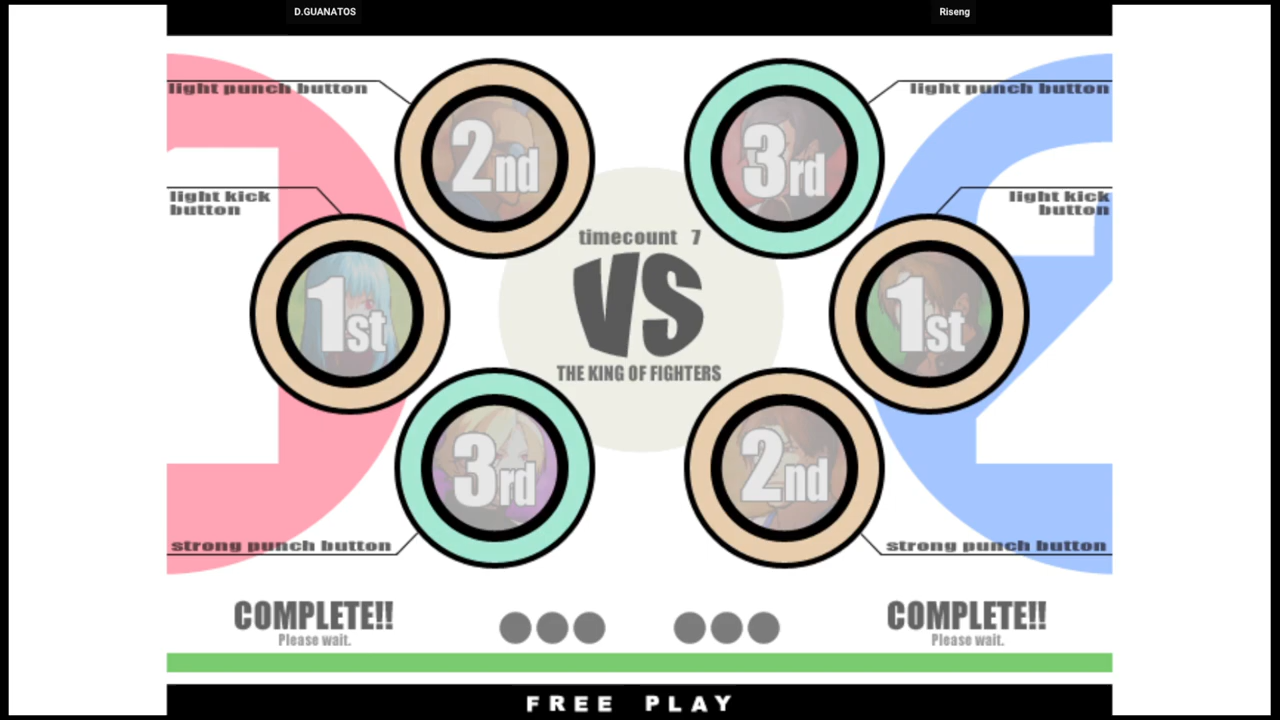 D.GUANATOS
Riseng
light punch button
light punch button
2nd
3rd
light kick
button
light kick
button
timecount 7
VS
THE KING OF FIGHTERS
1st
1st
3rd
2nd
strong punch button
strong punch button
COMPLETE!!
Please wait.
COMPLETE!!
Please wait.
FREE PLAY